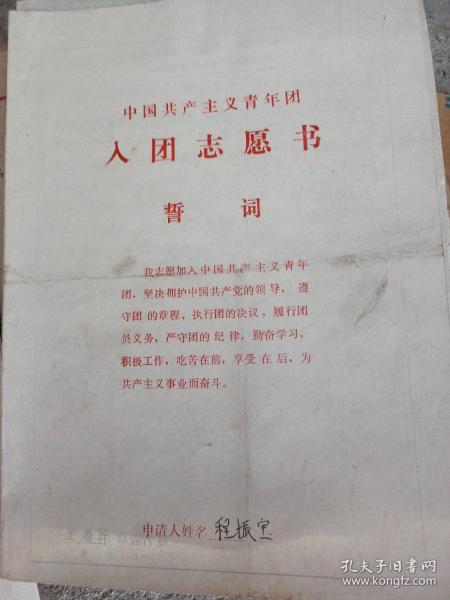 中国共产主义青年团
入团志愿书
誓词
我志愿加入中国共产主义青年
团，坚决拥护中国共产党的领导，遵
守团的章程，执行团的决议，履行团
员义务，严守团的纪律，勤奋学习，
积极工作，吃苦在前，享受在后，为
共产主义事业而奋斗。
申请人姓名 程振宝
孔夫子旧书网
www.kongfz.com